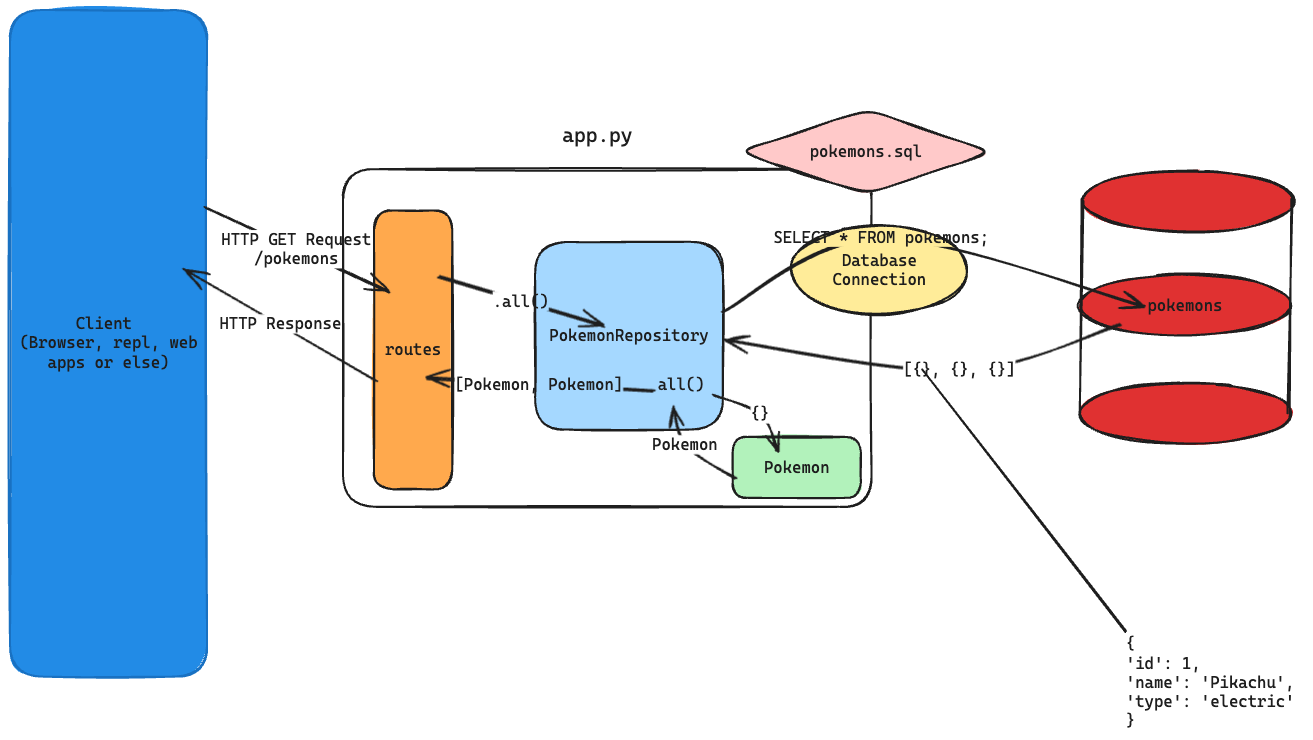 app.py
pokemons.sql
HTTP GET Request
/pokemons
SELECT * FROM pokemons;
Database
Connection
.all()
pokemons
Client
(Browser, repl, web
apps or else)
HTTP Response
PokemonRepository
routes
[{}, {}, {}]
[Pokemon, Pokemon]
all()
{}
Pokemon
Pokemon
{
'id': 1,
'name': 'Pikachu',
'type': 'electric'
}